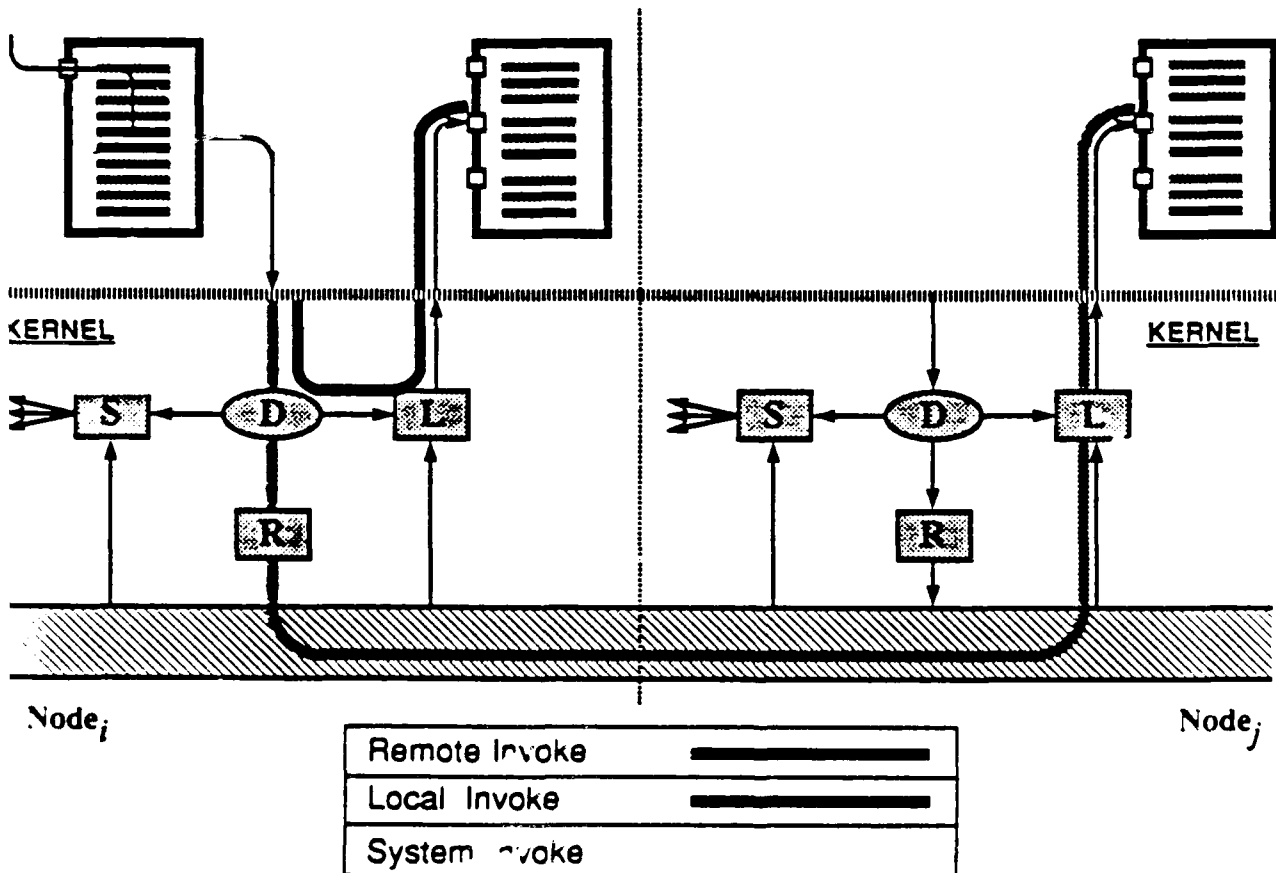 KERNEL
KERNEL
S D L S D L
R R
Node i
Node j
Remote Invoke
Local Invoke
System